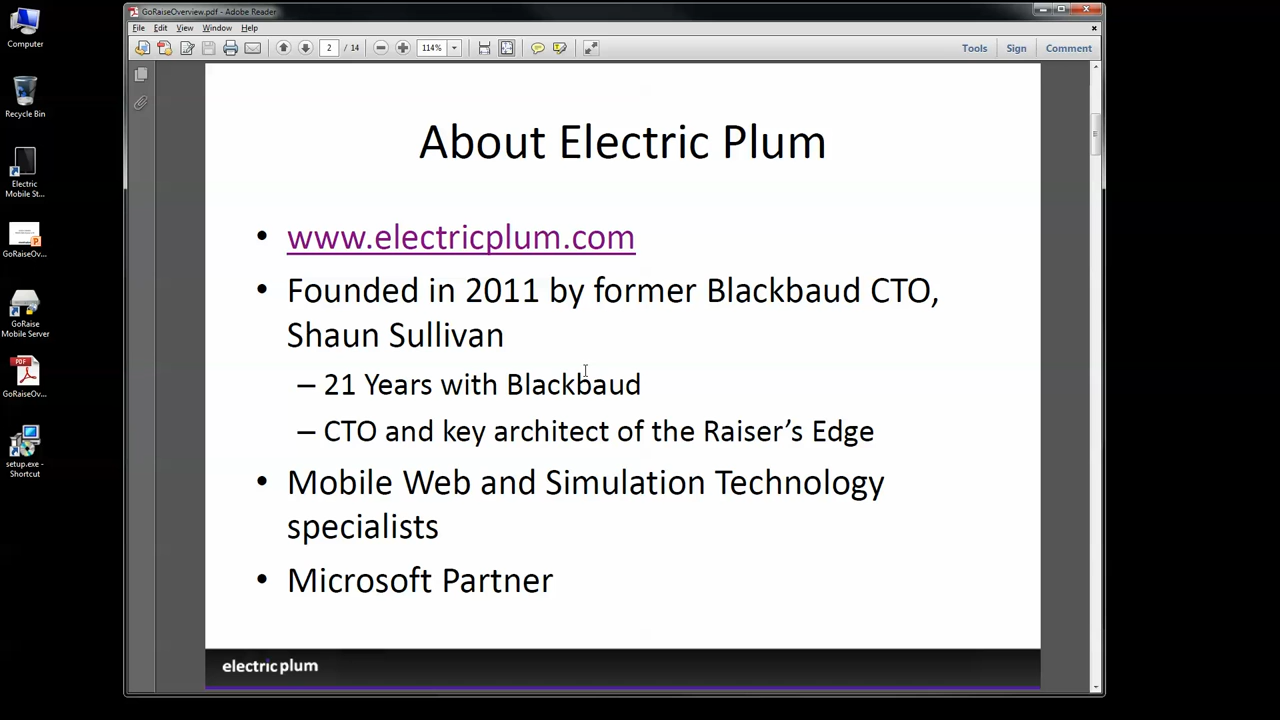 GoRaiseOverview.pdf - Adobe Reader
File Edit View Window Help
2 / 14
114%
Tools Sign Comment
Computer
Recycle Bin
Electric
Mobile St...
GoRaiseOv...
GoRaise
Mobile Server
PDF
GoRaiseOv...
setup.exe -
Shortcut
About Electric Plum
• www.electricplum.com
• Founded in 2011 by former Blackbaud CTO,
Shaun Sullivan
– 21 Years with Blackbaud
– CTO and key architect of the Raiser’s Edge
• Mobile Web and Simulation Technology
specialists
• Microsoft Partner
electric plum